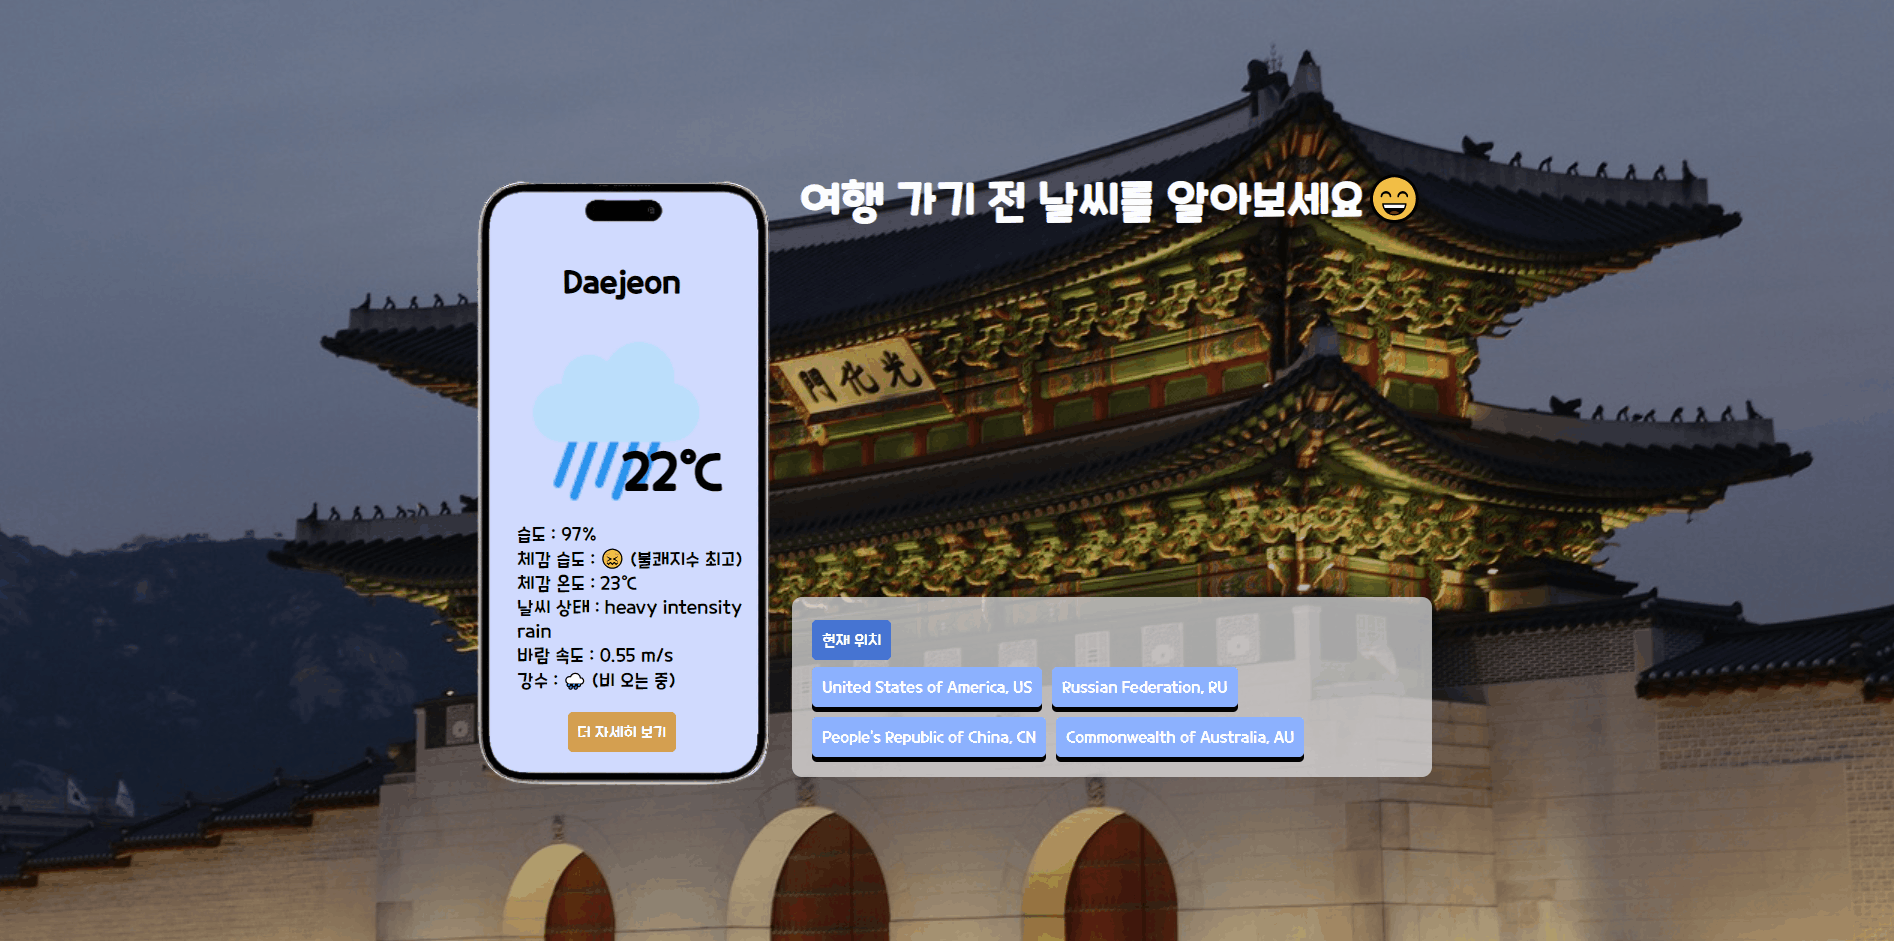 여행 가기 전 날씨를 알아보세요😄
Daejeon
22℃
습도 : 97%
체감 습도 : 😖 (불쾌지수 최고)
체감 온도 : 23℃
날씨 상태 : heavy intensity
rain
바람 속도 : 0.55 m/s
강수 : 🌧 (비 오는 중)
더 자세히 보기
門化光
현재 위치
United States of America, US
Russian Federation, RU
People's Republic of China, CN
Commonwealth of Australia, AU